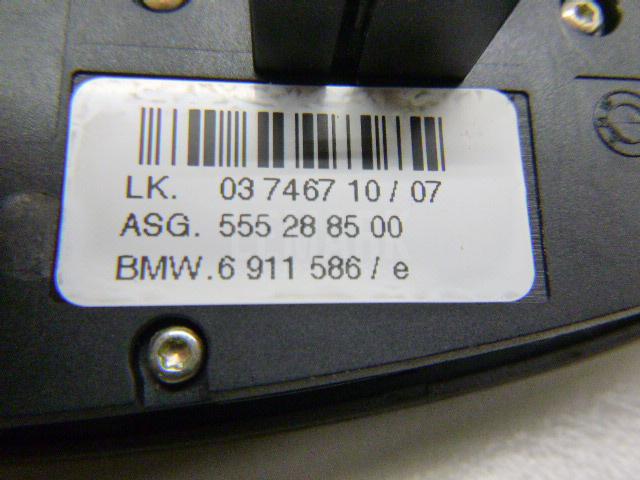 LK. 03 7467 10 / 07
ASG. 555 28 85 00
BMW. 6 911 586 / e